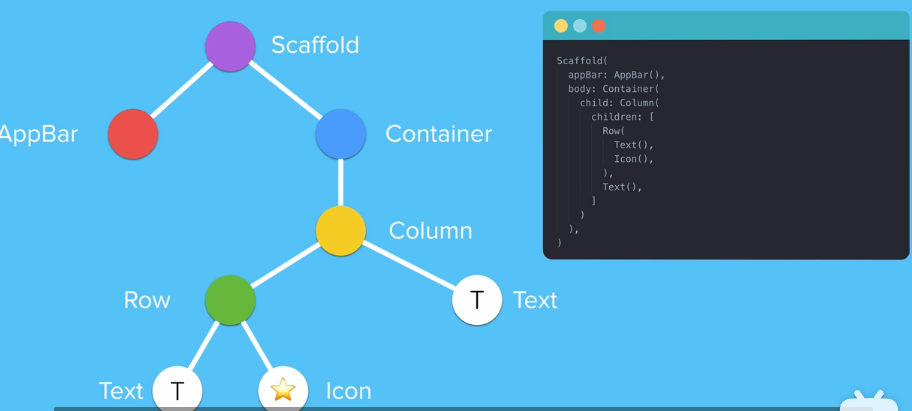 Scaffold
AppBar
Container
Column
Row
T
Text
Text
T
Icon
Scaffold(
  appBar: AppBar(),
  body: Container(
    child: Column(
      children: [
        Row(
          Text(),
          Icon(),
        ),
        Text(),
      ]
    )
  ),
)